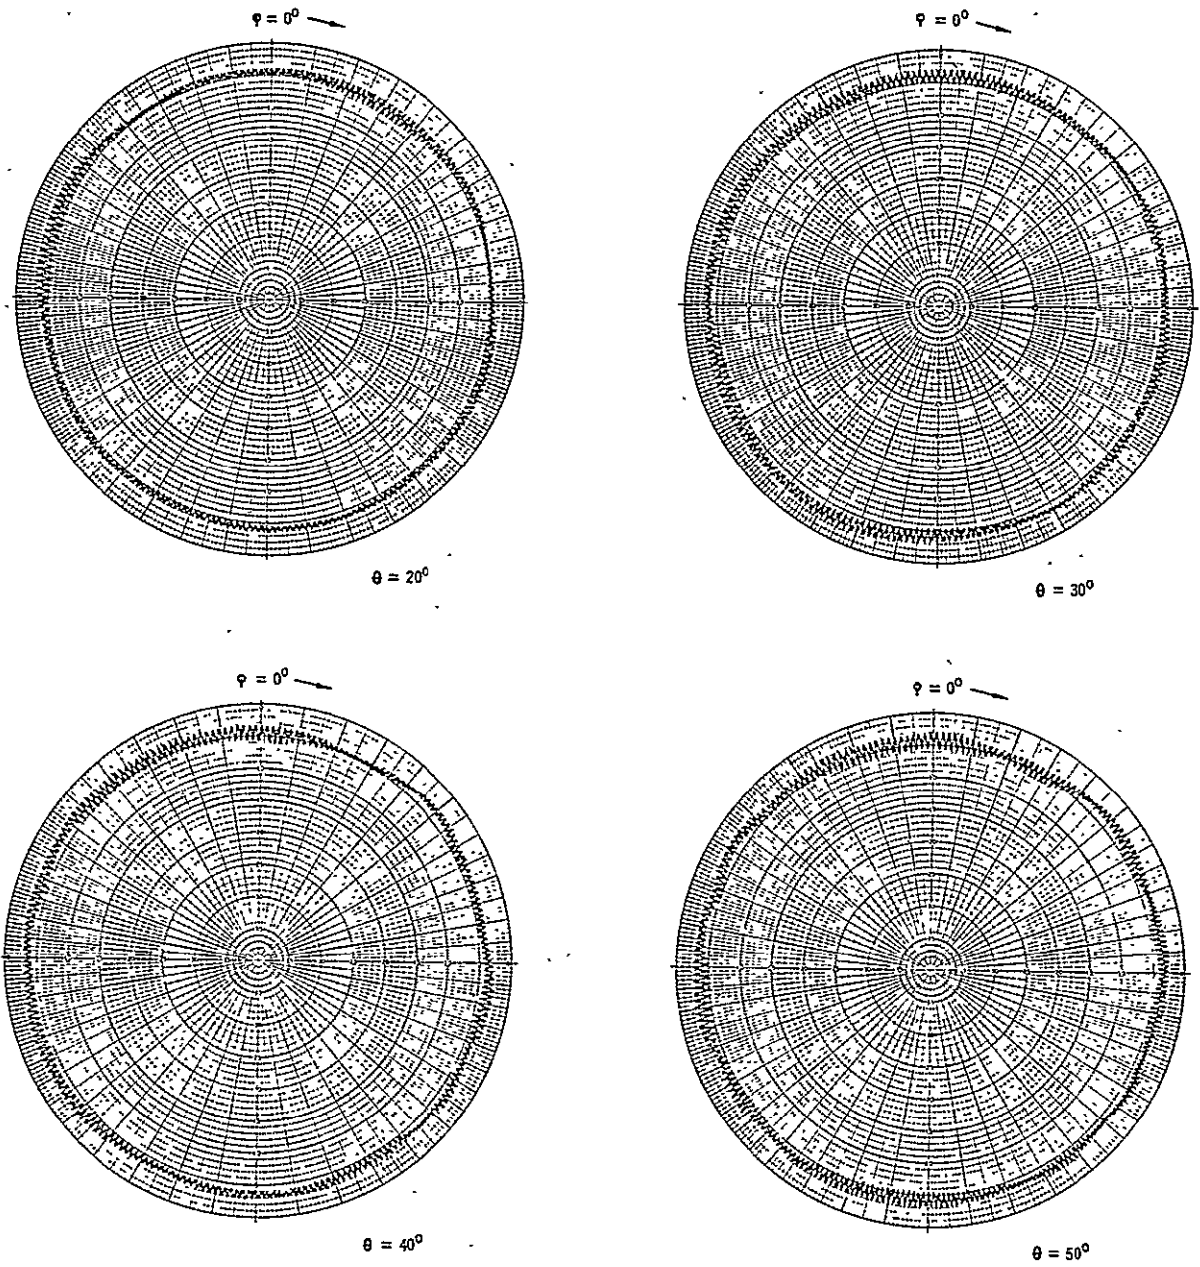 φ = 0°
φ = 0°
θ = 20°
θ = 30°
φ = 0°
φ = 0°
θ = 40°
θ = 50°